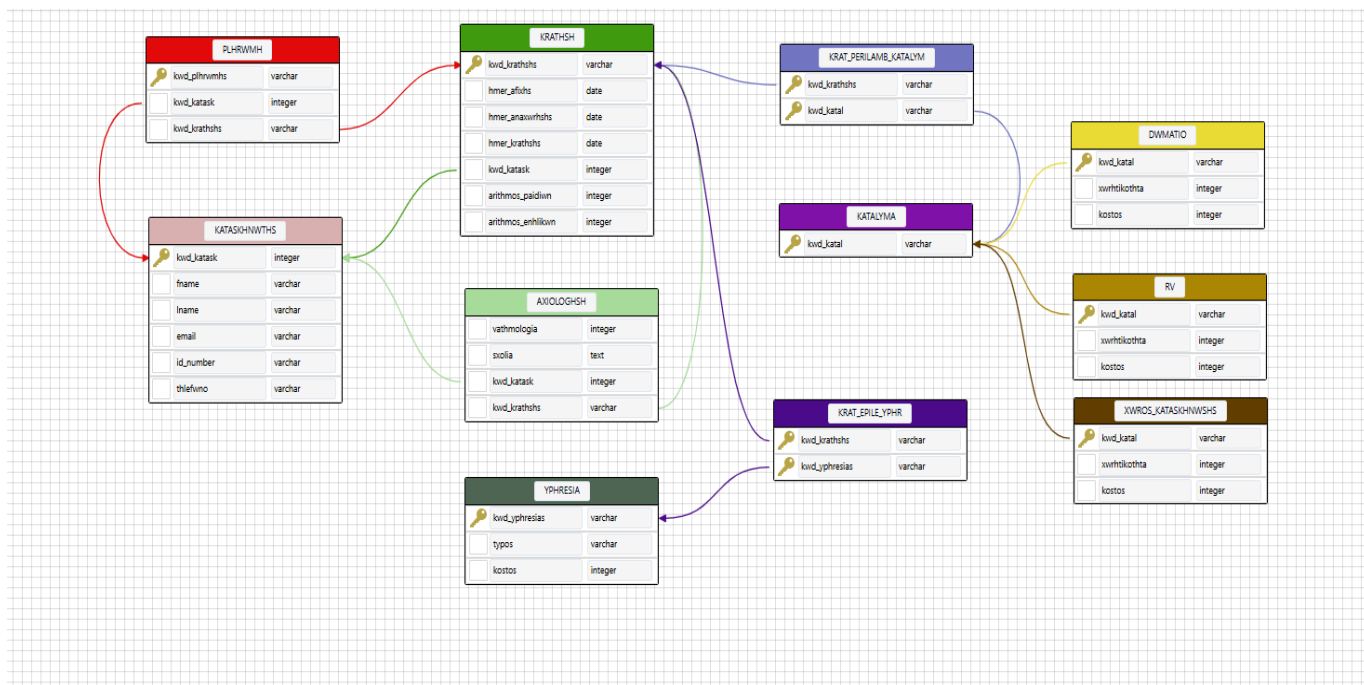 PLHRWMH
kwd_plhrwmhs varchar
kwd_katask integer
kwd_krathshs varchar
KATASKHNWTHS
kwd_katask integer
fname varchar
lname varchar
email varchar
id_number varchar
thlefwno varchar
KRATHSH
kwd_krathshs varchar
hmer_afixhs date
hmer_anaxwrhshs date
hmer_krathshs date
kwd_katask integer
arithmos_paidiwn integer
arithmos_enhlikwn integer
AXIOLOGHSH
vathmologia integer
sxolia text
kwd_katask integer
kwd_krathshs varchar
YPHRESIA
kwd_yphresias varchar
typos varchar
kostos integer
KRAT_PERILAMB_KATALYM
kwd_krathshs varchar
kwd_katal varchar
KATALYMA
kwd_katal varchar
KRAT_EPILE_YPHR
kwd_krathshs varchar
kwd_yphresias varchar
DWMATIO
kwd_katal varchar
xwrhtikothta integer
kostos integer
RV
kwd_katal varchar
xwrhtikothta integer
kostos integer
XWROS_KATASKHNWSHS
kwd_katal varchar
xwrhtikothta integer
kostos integer